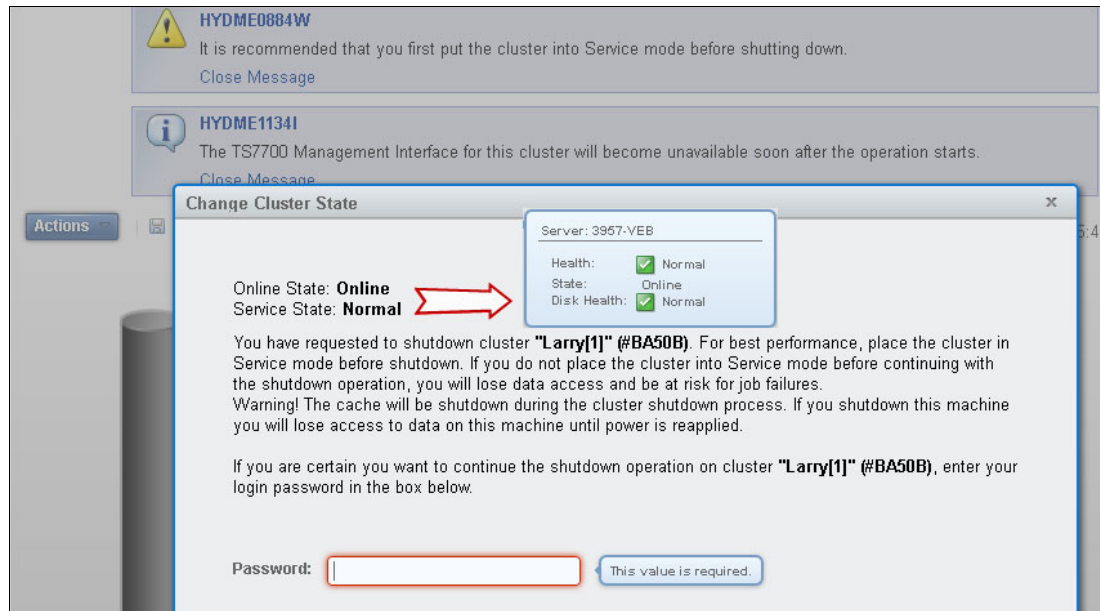 HYDME0884W
It is recommended that you first put the cluster into Service mode before shutting down.
Close Message
HYDME1134I
The TS7700 Management Interface for this cluster will become unavailable soon after the operation starts.
Close Message
Change Cluster State
x
Actions
5:4
Server: 3957-VEB
Health: Normal
State: Online
Disk Health: Normal
Online State: Online
Service State: Normal
You have requested to shutdown cluster "Larry[1]" (#BA50B). For best performance, place the cluster in
Service mode before shutdown. If you do not place the cluster into Service mode before continuing with
the shutdown operation, you will lose data access and be at risk for job failures.
Warning! The cache will be shutdown during the cluster shutdown process. If you shutdown this machine
you will lose access to data on this machine until power is reapplied.
If you are certain you want to continue the shutdown operation on cluster "Larry[1]" (#BA50B), enter your
login password in the box below.
Password:
This value is required.